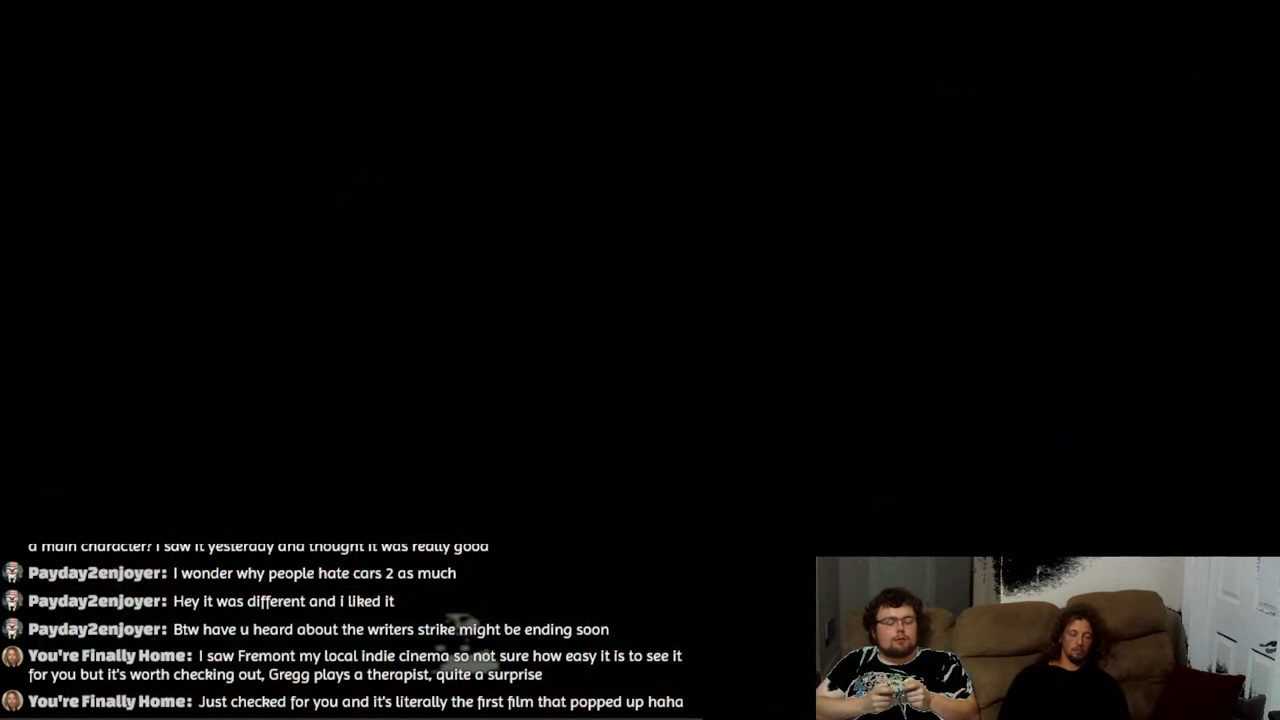 a main character? I saw it yesterday and thought it was really good
Payday2enjoyer: I wonder why people hate cars 2 as much
Payday2enjoyer: Hey it was different and i liked it
Payday2enjoyer: Btw have u heard about the writers strike might be ending soon
You're Finally Home: I saw Fremont my local indie cinema so not sure how easy it is to see it
for you but it's worth checking out, Gregg plays a therapist, quite a surprise
You're Finally Home: Just checked for you and it's literally the first film that popped up haha